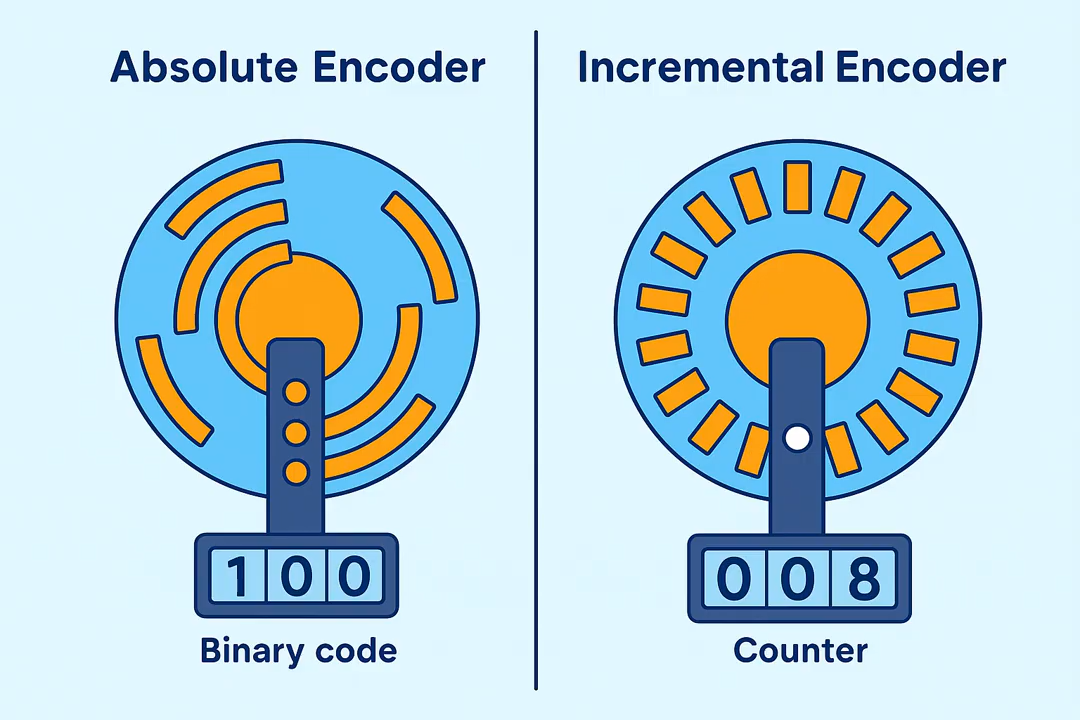 Absolute Encoder
100
Binary code
Incremental Encoder
008
Counter